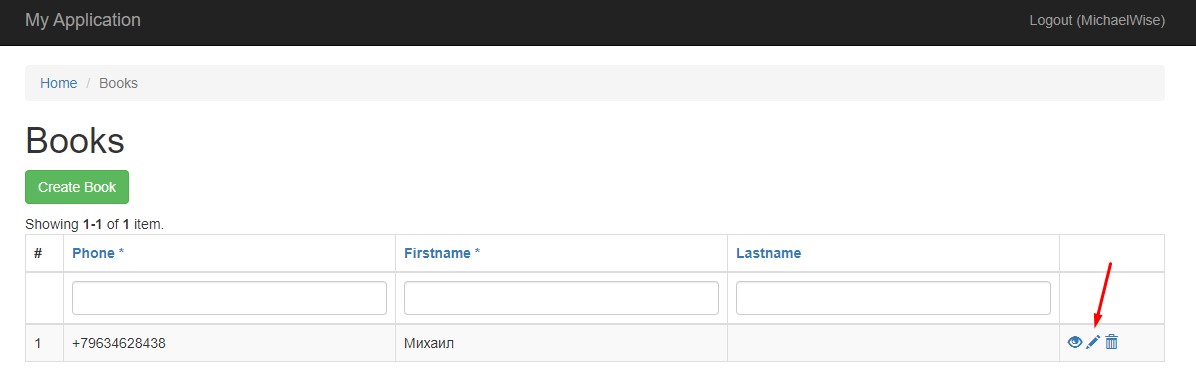 My Application Logout (MichaelWise)
Home / Books
Books
Create Book
Showing 1-1 of 1 item.
# Phone * Firstname * Lastname
1 +79634628438 Михаил